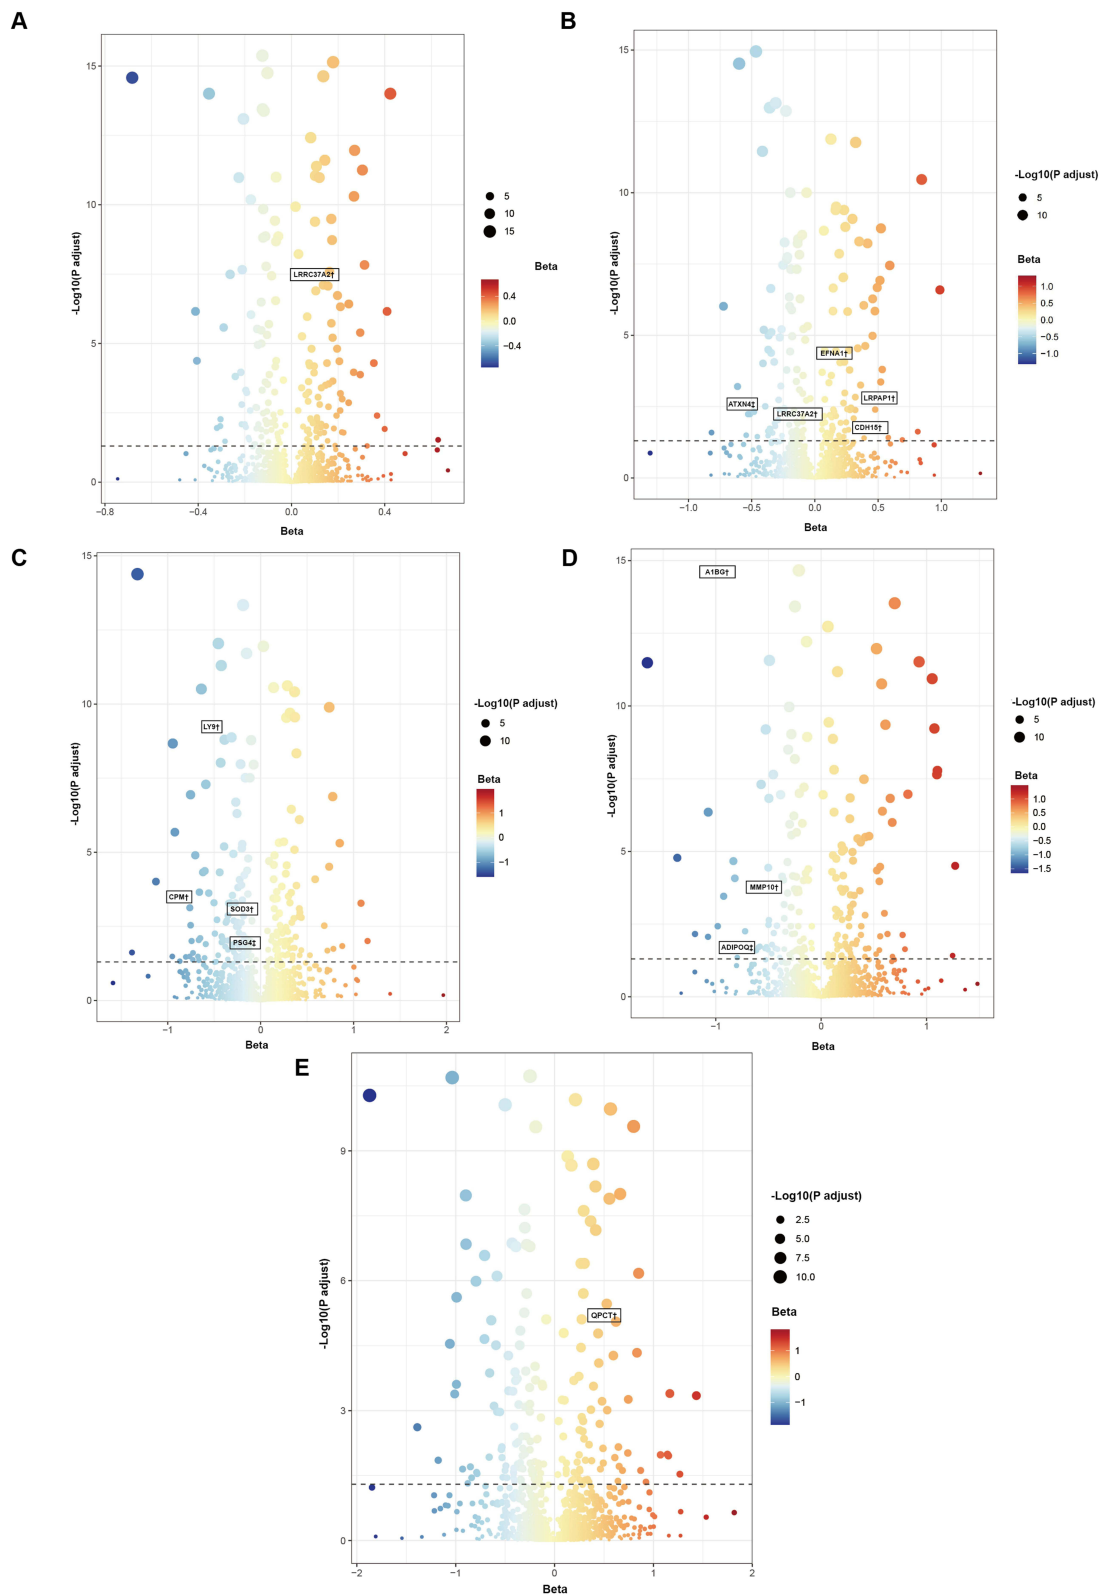 A
-Log10(P adjust)
15
10
5
0
LRRC37A2†
−0.8
−0.4
0.0
0.4
Beta
5
10
15
Beta
0.4
0.0
−0.4
B
-Log10(P adjust)
15
10
5
0
EFNA1†
ATXN4‡
LRPAP1†
LRRC37A2†
CDH15†
−1.0
−0.5
0.0
0.5
1.0
Beta
-Log10(P adjust)
5
10
Beta
1.0
0.5
0.0
−0.5
−1.0
C
-Log10(P adjust)
15
10
5
0
LY9†
CPM†
SOD3†
PSG4‡
−1
0
1
2
Beta
-Log10(P adjust)
5
10
Beta
1
0
−1
D
-Log10(P adjust)
15
10
5
0
A1BG†
MMP10†
ADIPOQ‡
−1
0
1
Beta
-Log10(P adjust)
5
10
Beta
1.0
0.5
0.0
−0.5
−1.0
−1.5
E
-Log10(P adjust)
9
6
3
0
QPCT†
−2
−1
0
1
2
Beta
-Log10(P adjust)
2.5
5.0
7.5
10.0
Beta
1
0
−1